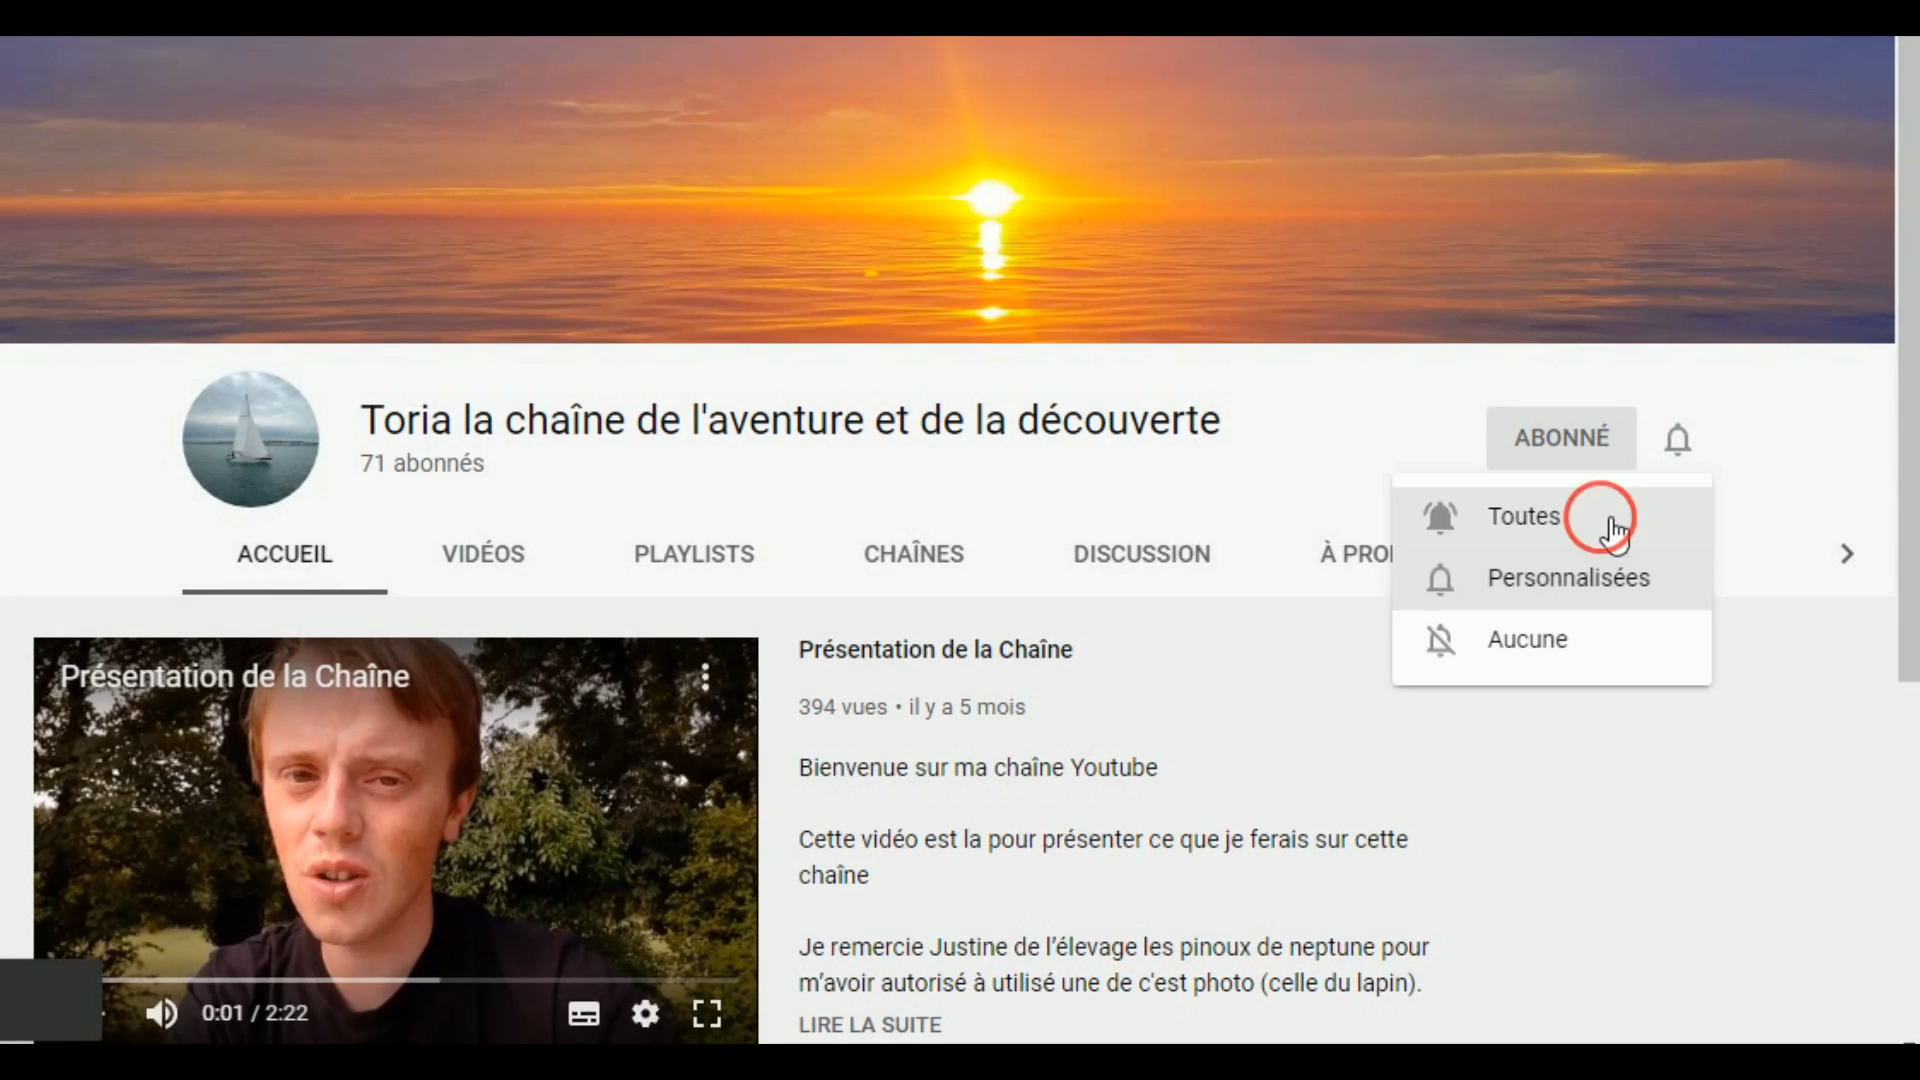 Toria la chaîne de l'aventure et de la découverte
71 abonnés
ABONNÉ
Toutes
Personnalisées
Aucune
ACCUEIL
VIDÉOS
PLAYLISTS
CHAÎNES
DISCUSSION
À PRO
Présentation de la Chaîne
0:01 / 2:22
Présentation de la Chaîne
394 vues • il y a 5 mois
Bienvenue sur ma chaîne Youtube
Cette vidéo est la pour présenter ce que je ferais sur cette
chaîne
Je remercie Justine de l’élevage les pinoux de neptune pour
m’avoir autorisé à utilisé une de c'est photo (celle du lapin).
LIRE LA SUITE